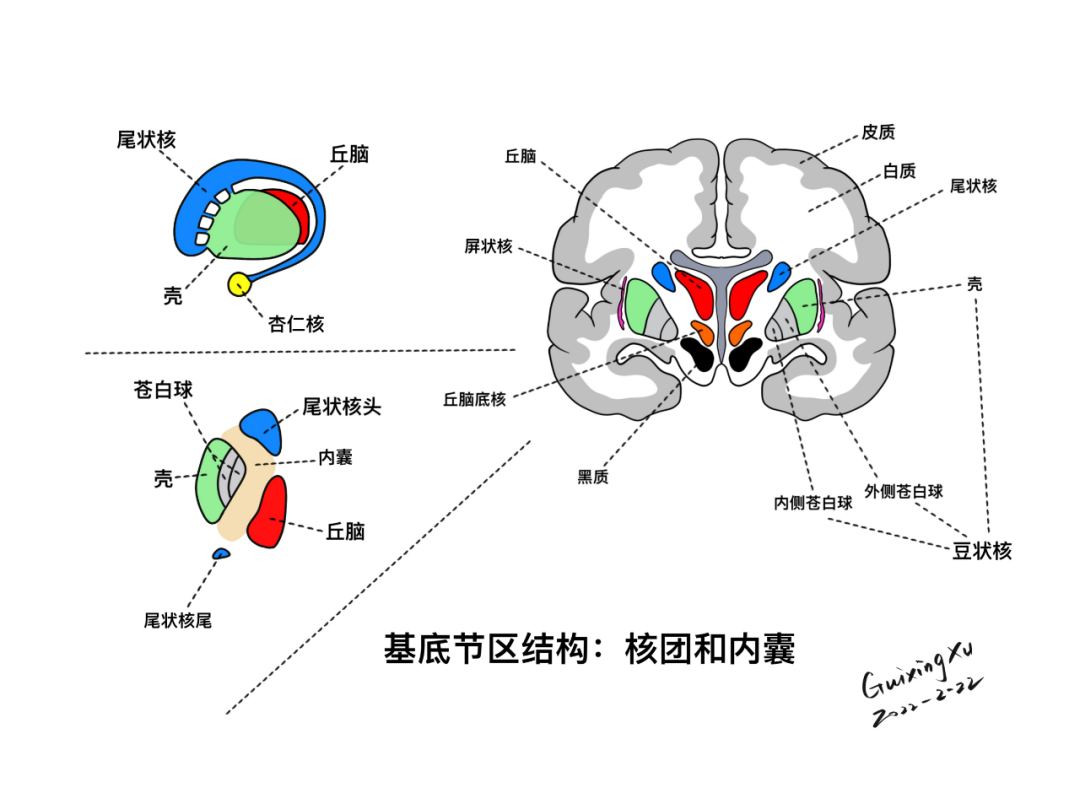 尾状核
丘脑
壳
杏仁核
苍白球
尾状核头
内囊
壳
丘脑
尾状核尾
皮质
丘脑
白质
尾状核
屏状核
壳
丘脑底核
黑质
内侧苍白球
外侧苍白球
豆状核
基底节区结构：核团和内囊
Guixing Xu
2022-2-22